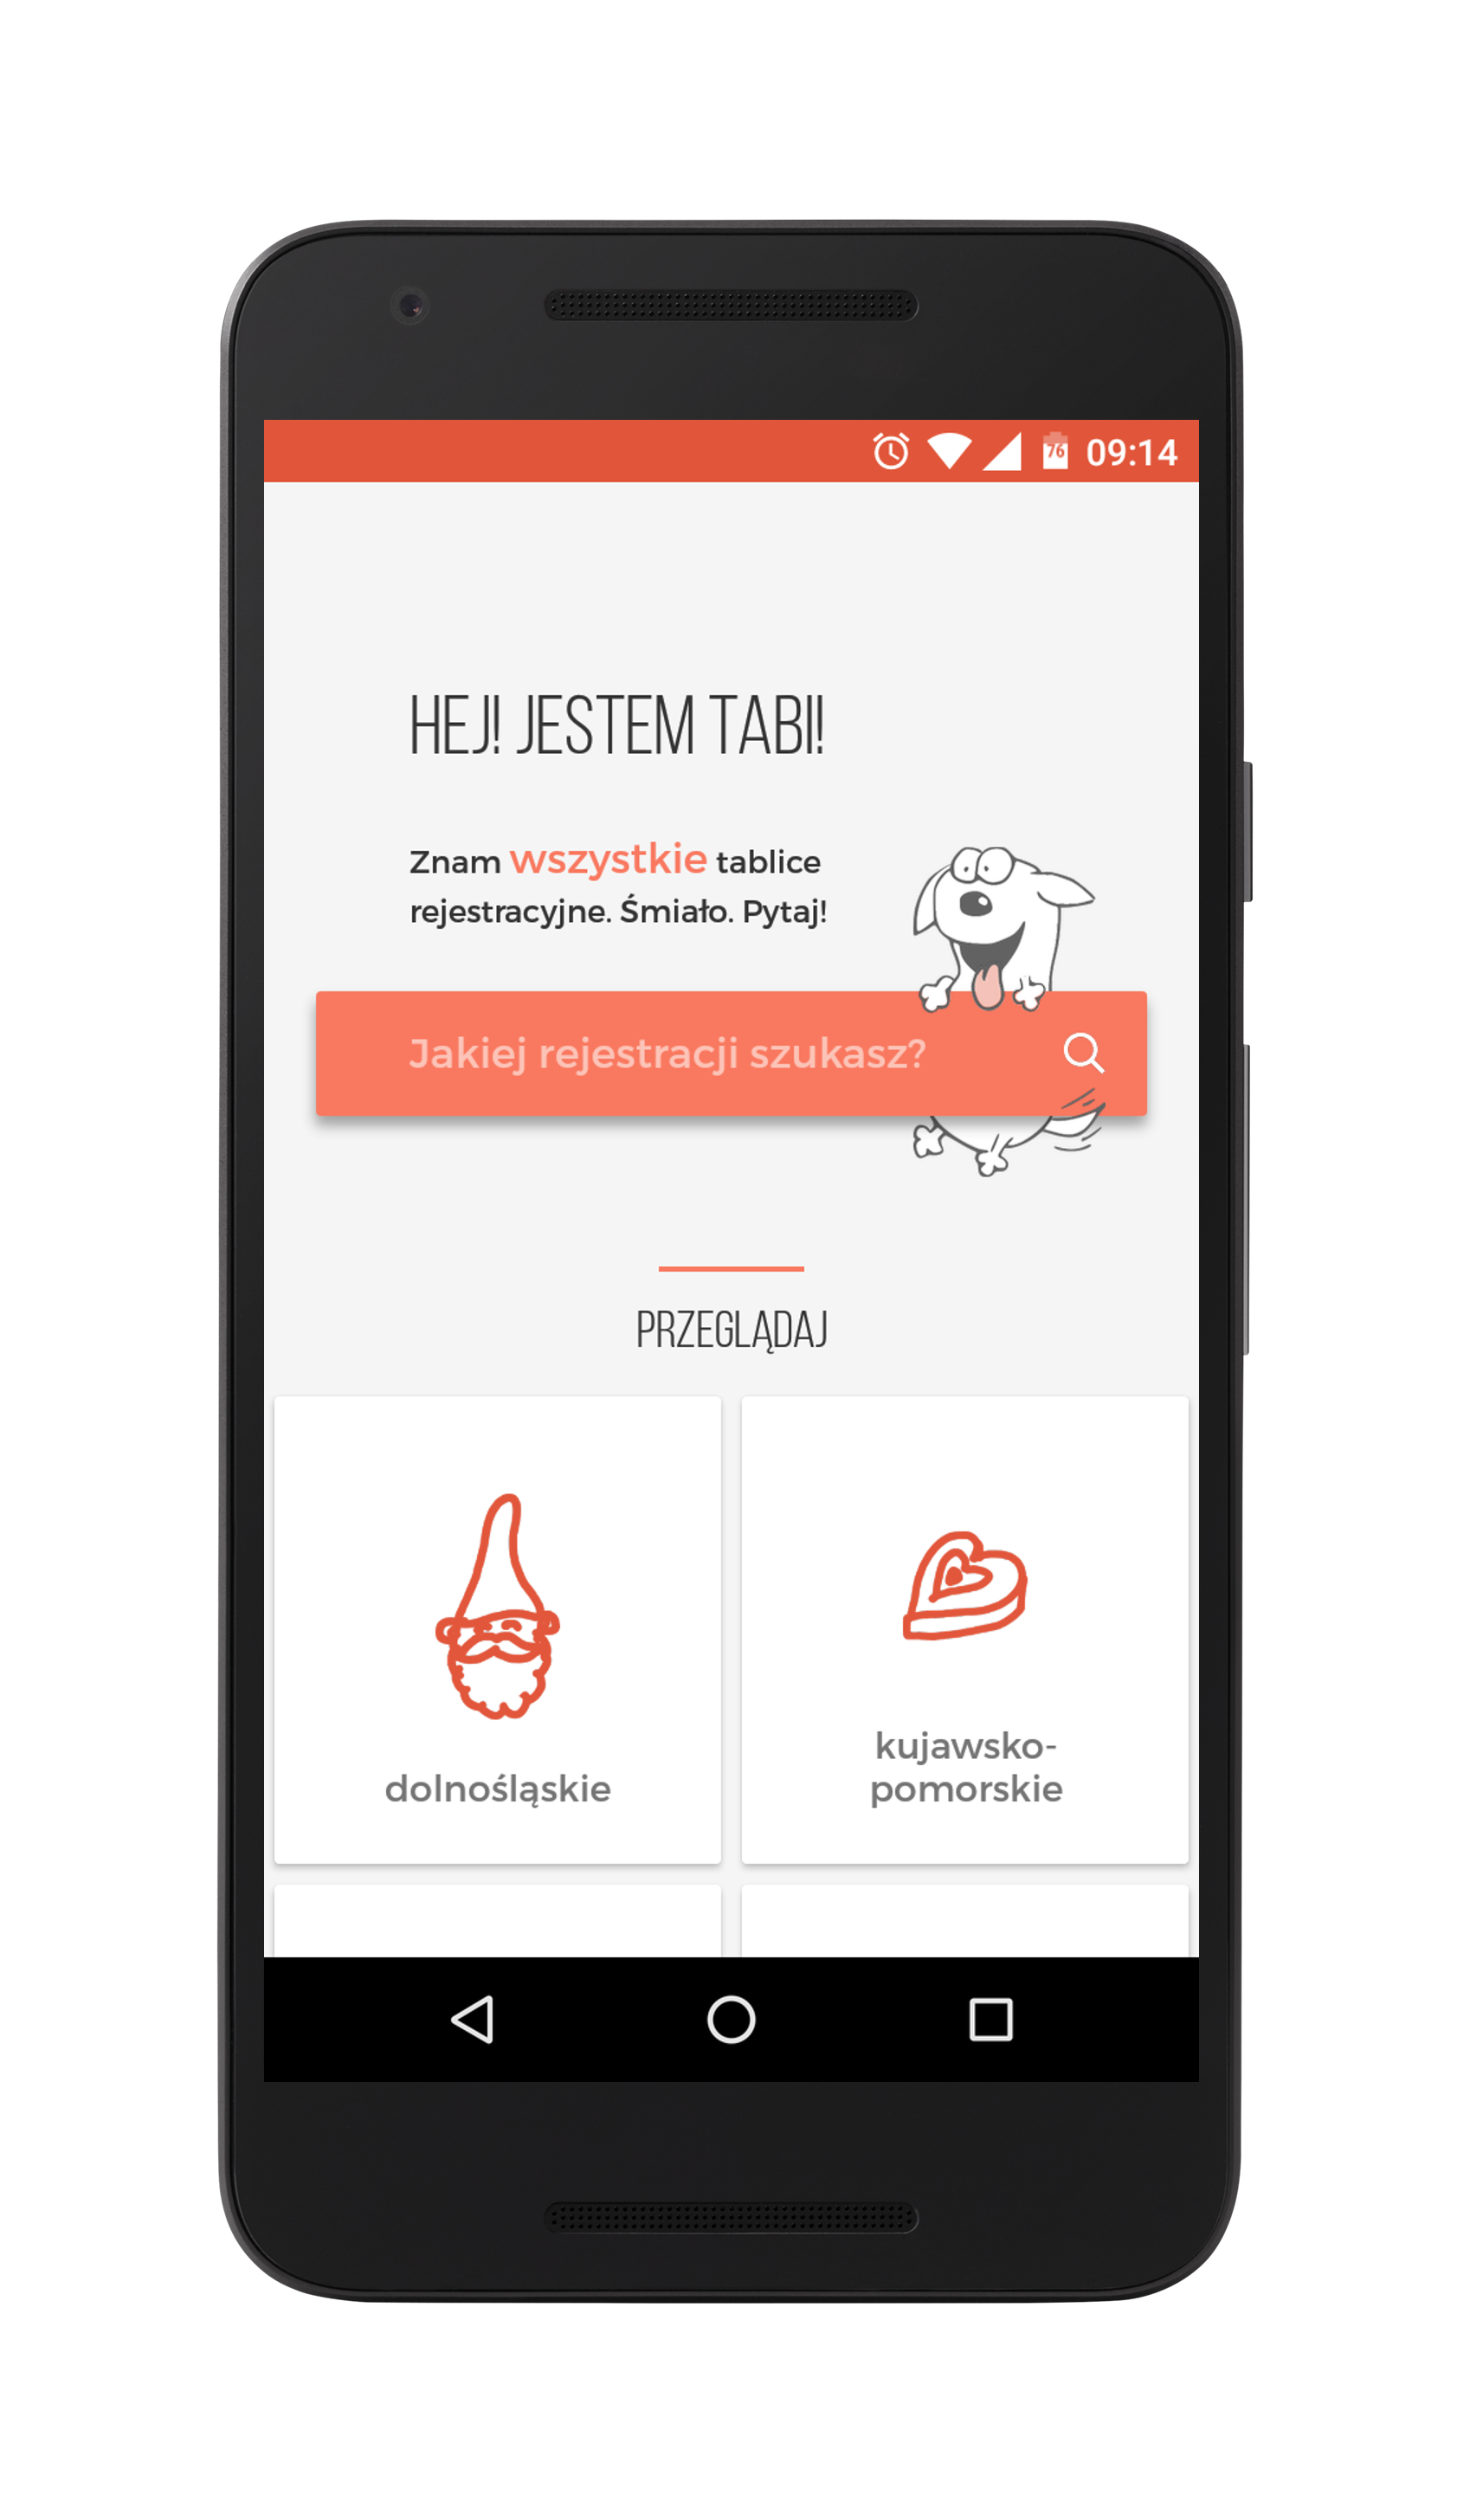 76 09:14
HEJ! JESTEM TABI!
Znam wszystkie tablice
rejestracyjne. Śmiało. Pytaj!
Jakiej rejestracji szukasz?
PRZEGLĄDAJ
dolnośląskie
kujawsko-
pomorskie